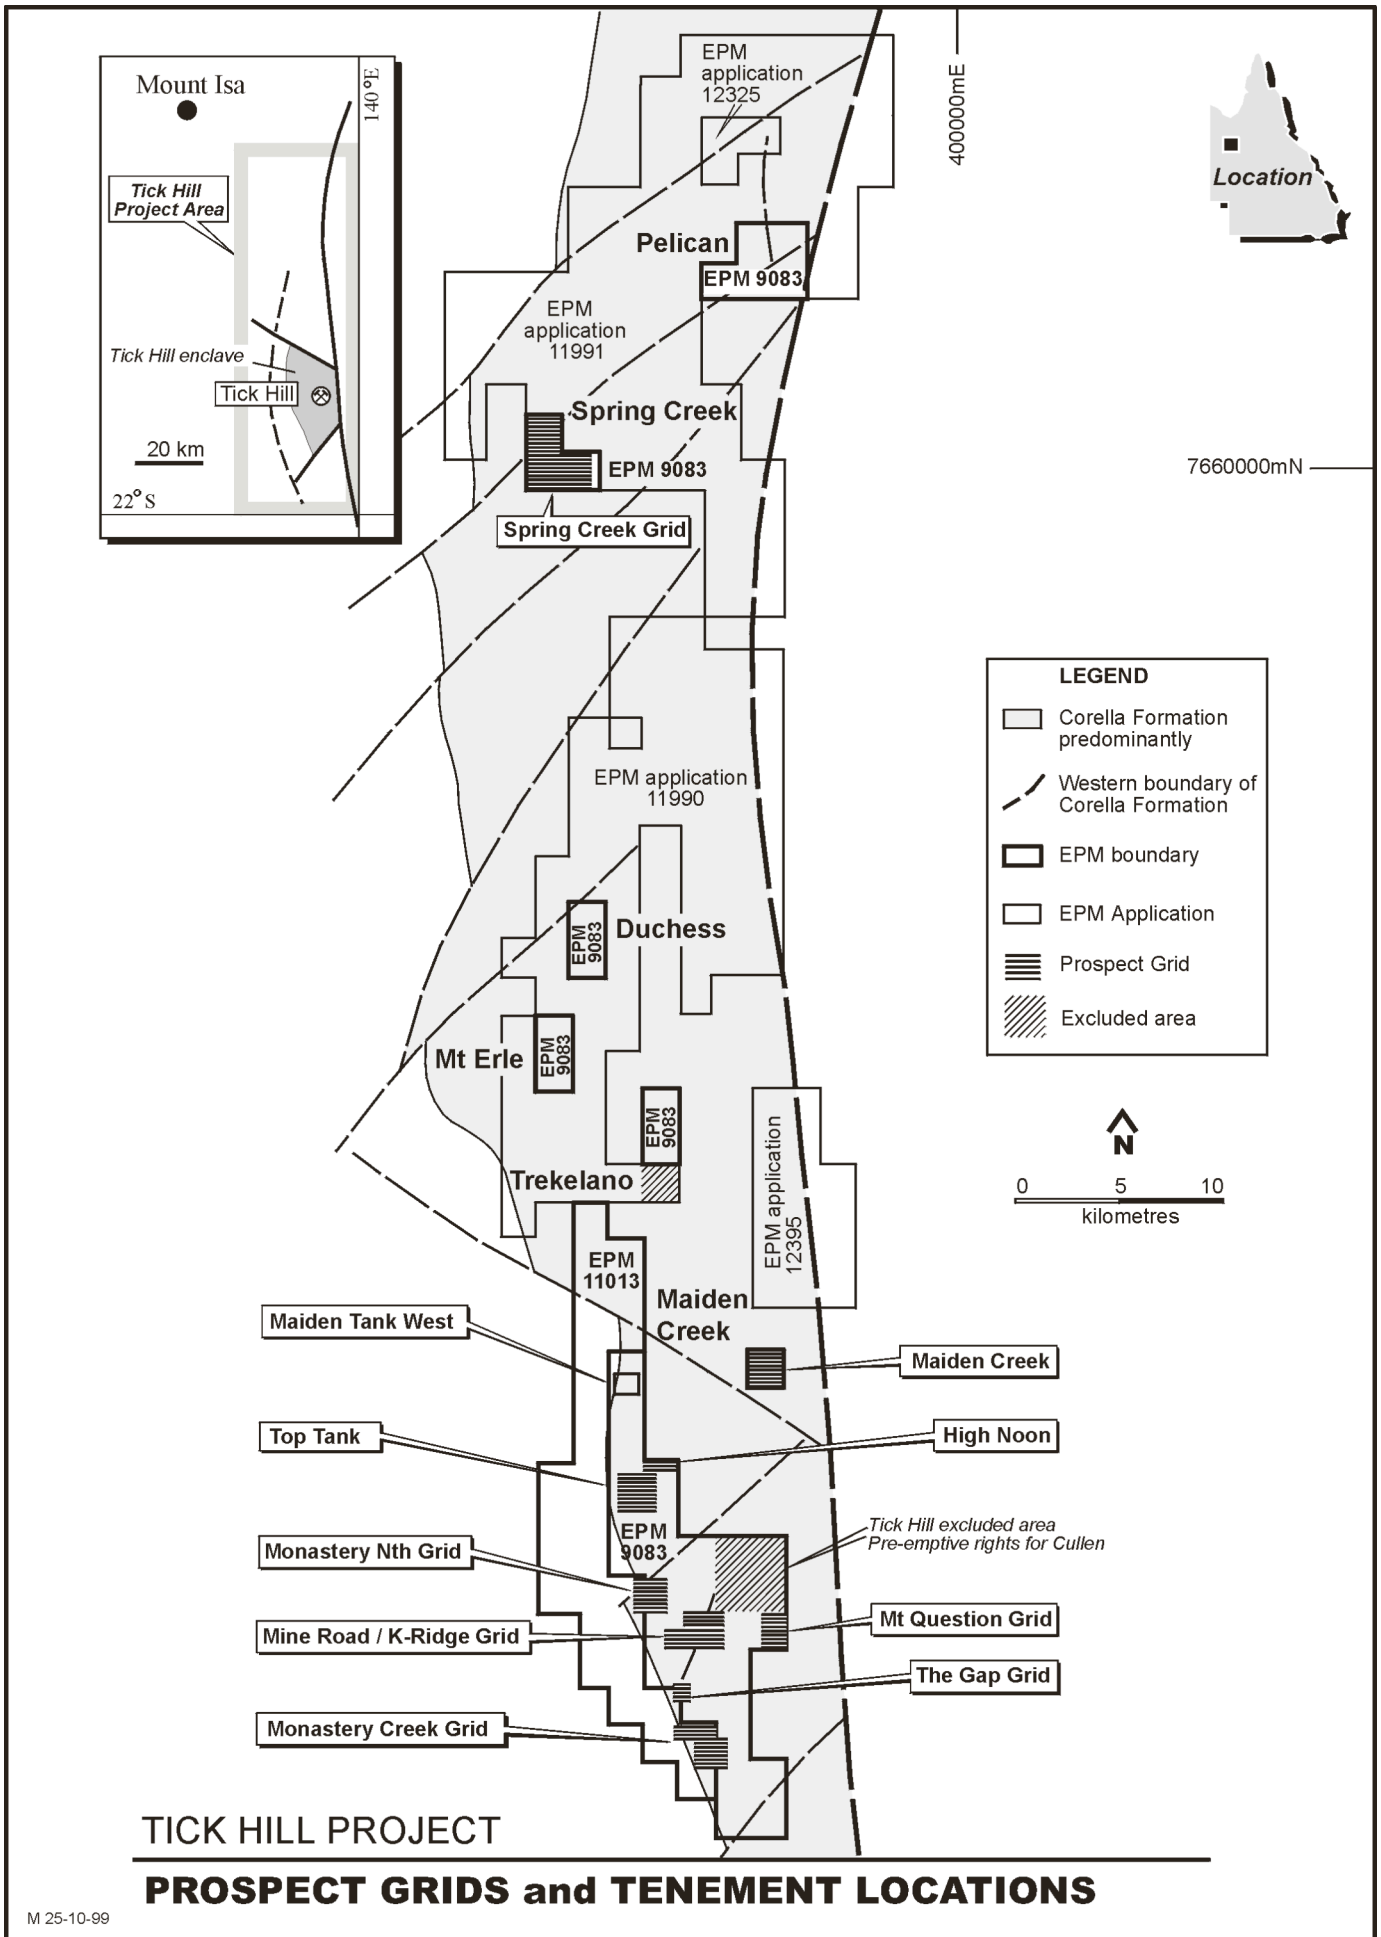 Mount Isa
140°E
Tick Hill
Project Area
Tick Hill enclave
Tick Hill
20 km
22°S
EPM
application
12325
400000mE
Location
Pelican
EPM 9083
EPM
application
11991
Spring Creek
EPM 9083
7660000mN
Spring Creek Grid
LEGEND
Corella Formation
predominantly
Western boundary of
Corella Formation
EPM boundary
EPM Application
Prospect Grid
Excluded area
EPM application
11990
Duchess
EPM
9083
Mt Erle
EPM
9083
EPM
9083
Trekelano
EPM application
12395
N
0 5 10
kilometres
EPM
11013
Maiden
Creek
Maiden Tank West
Maiden Creek
Top Tank
High Noon
EPM
9083
Tick Hill excluded area
Pre-emptive rights for Cullen
Monastery Nth Grid
Mt Question Grid
Mine Road / K-Ridge Grid
The Gap Grid
Monastery Creek Grid
TICK HILL PROJECT
PROSPECT GRIDS and TENEMENT LOCATIONS
M 25-10-99